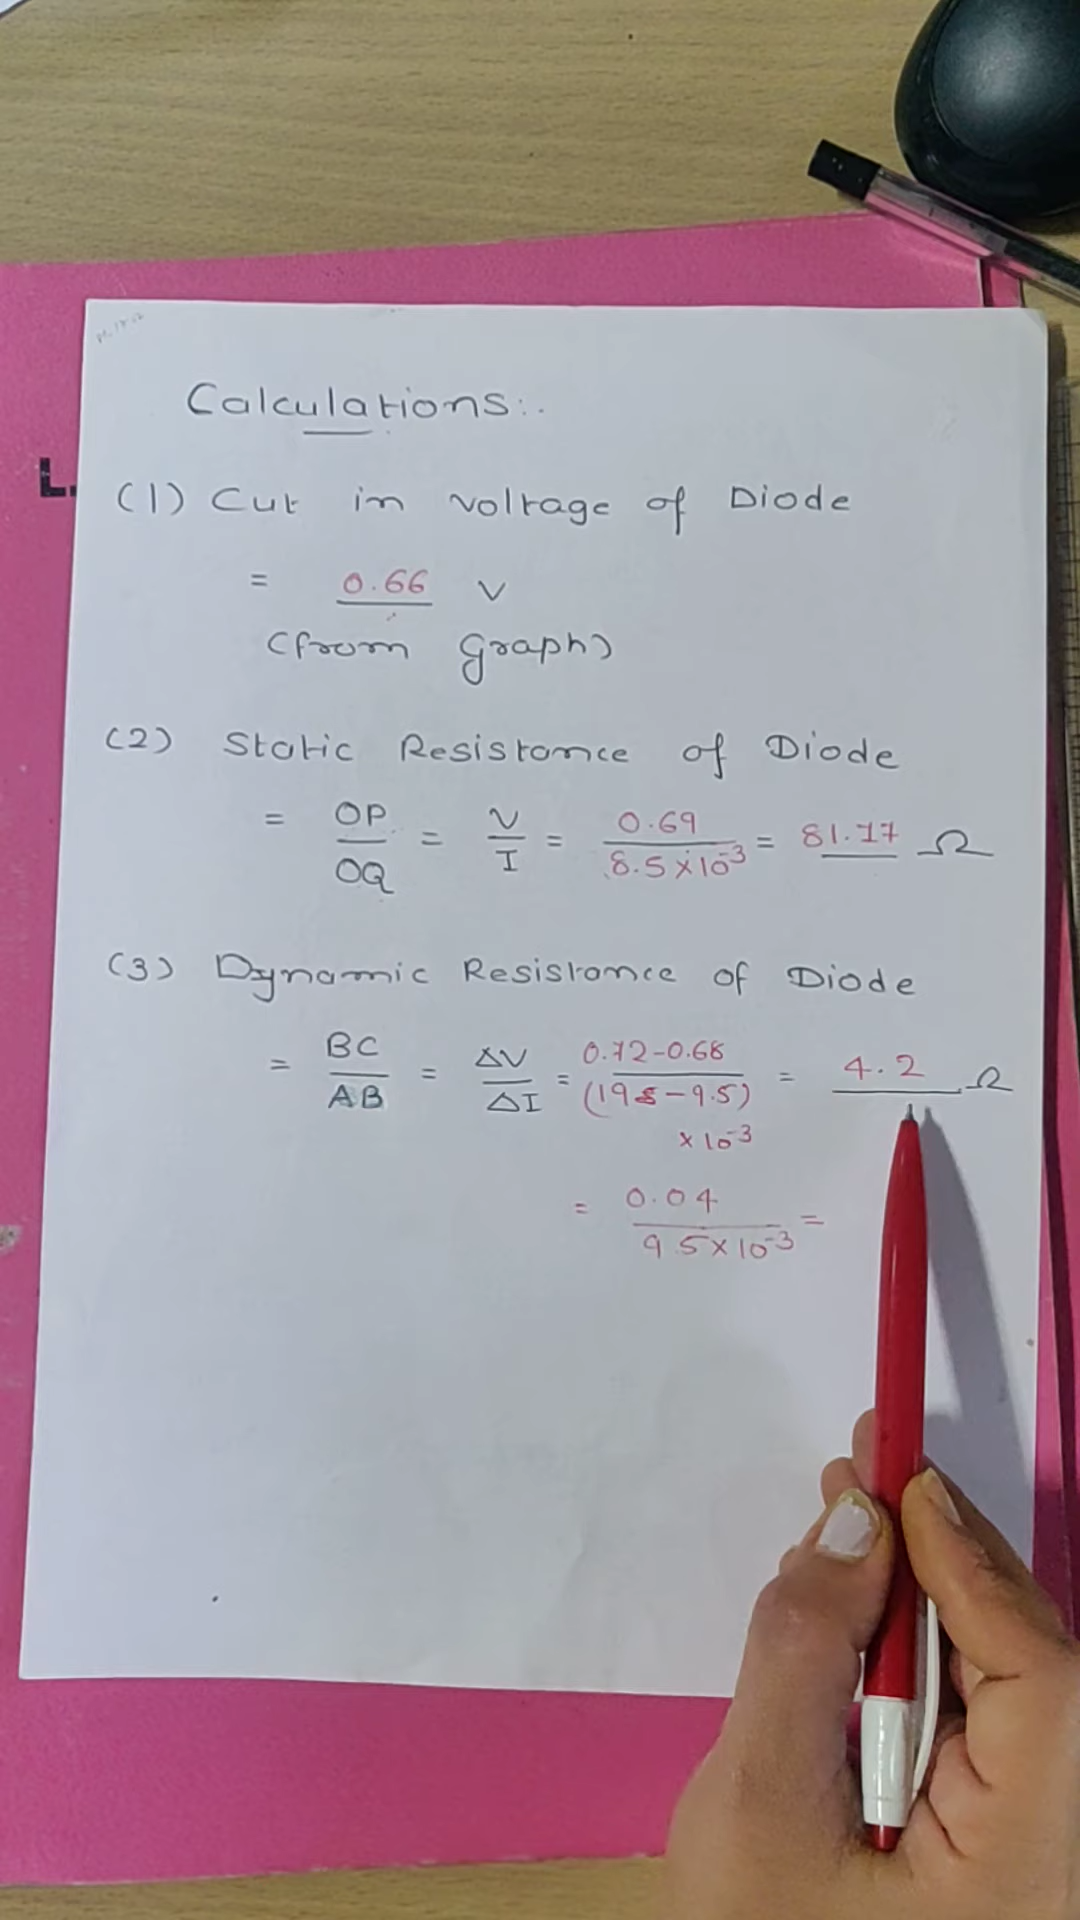 Calculations:.
(1) Cut in voltage of Diode
= 0.66 V
(from graph)
(2) Static Resistance of Diode
= OP/OQ = V/I = 0.69/8.5×10⁻³ = 81.17 Ω
(3) Dynamic Resistance of Diode
= BC/AB = ΔV/ΔI = 0.72-0.68/(19-9.5) ×10⁻³ = 4.2 Ω
= 0.04/9.5×10⁻³ =
L.